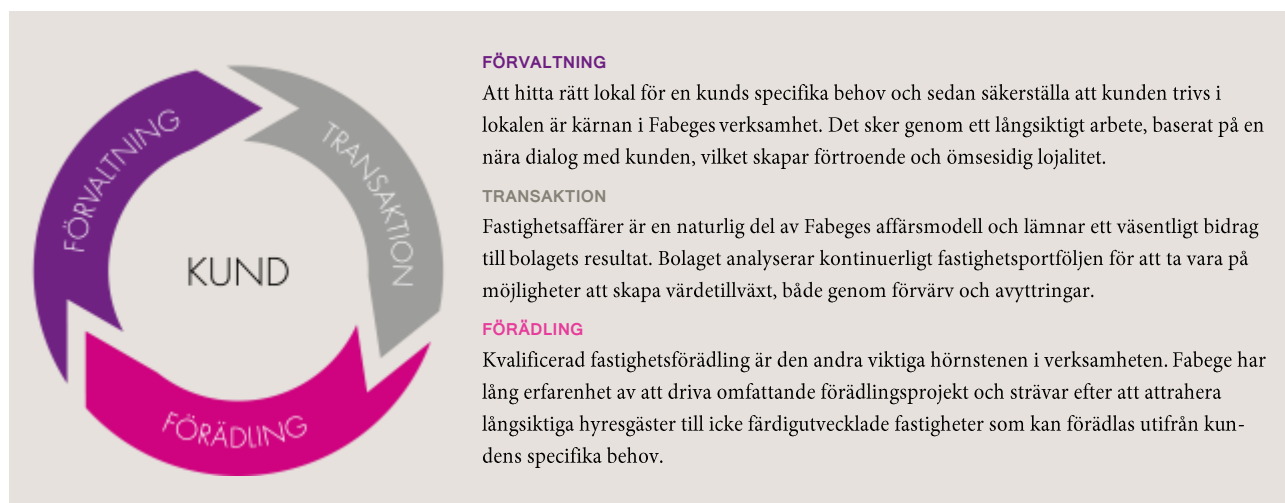 FÖRVALTNING
TRANSAKTION
KUND
FÖRÄDLING
FÖRVALTNING
Att hitta rätt lokal för en kunds specifika behov och sedan säkerställa att kunden trivs i
lokalen är kärnan i Fabeges verksamhet. Det sker genom ett långsiktigt arbete, baserat på en
nära dialog med kunden, vilket skapar förtroende och ömsesidig lojalitet.
TRANSAKTION
Fastighetsaffärer är en naturlig del av Fabeges affärsmodell och lämnar ett väsentligt bidrag
till bolagets resultat. Bolaget analyserar kontinuerligt fastighetsportföljen för att ta vara på
möjligheter att skapa värdetillväxt, både genom förvärv och avyttringar.
FÖRÄDLING
Kvalificerad fastighetsförädling är den andra viktiga hörnstenen i verksamheten. Fabege har
lång erfarenhet av att driva omfattande förädlingsprojekt och strävar efter att attrahera
långsiktiga hyresgäster till icke färdigutvecklade fastigheter som kan förädlas utifrån kun-
dens specifika behov.